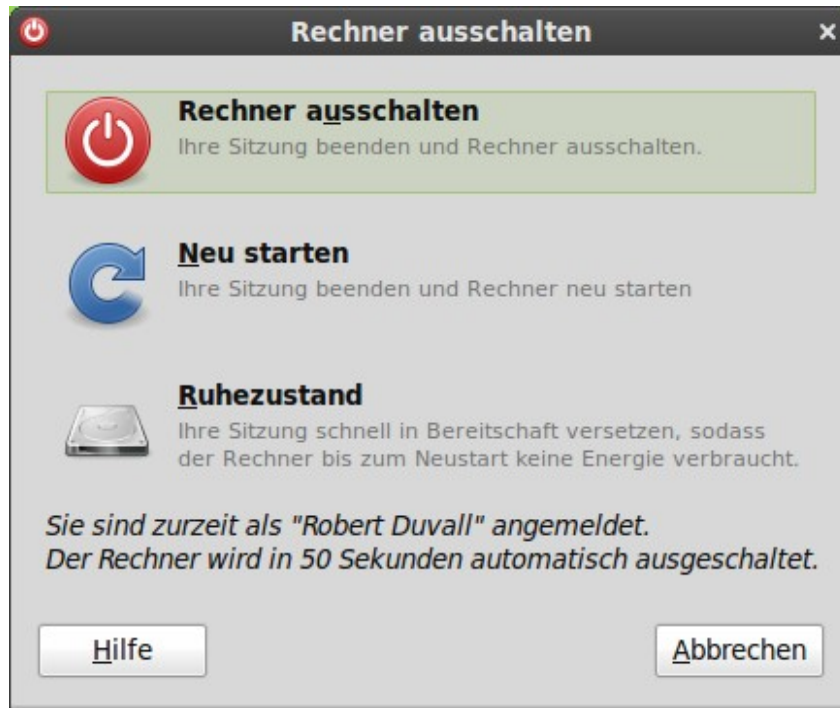 Rechner ausschalten
Rechner ausschalten
Ihre Sitzung beenden und Rechner ausschalten.
Neu starten
Ihre Sitzung beenden und Rechner neu starten
Ruhezustand
Ihre Sitzung schnell in Bereitschaft versetzen, sodass
der Rechner bis zum Neustart keine Energie verbraucht.
Sie sind zurzeit als "Robert Duvall" angemeldet.
Der Rechner wird in 50 Sekunden automatisch ausgeschaltet.
Hilfe
Abbrechen